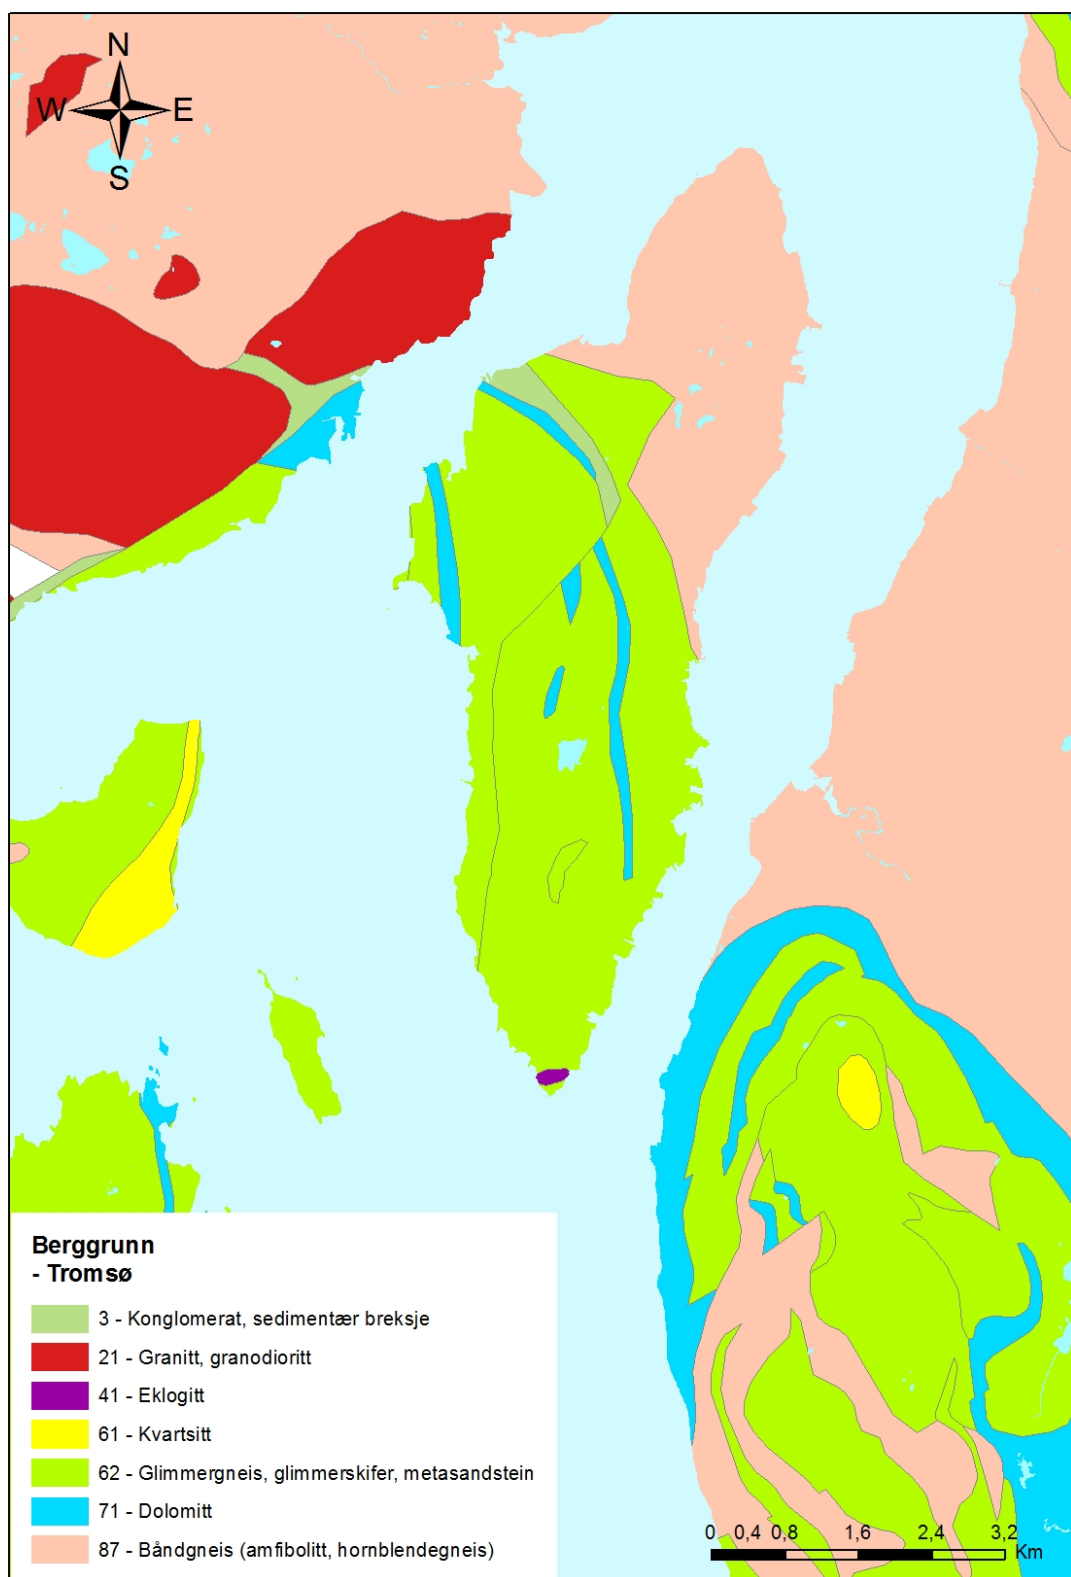 N
W E
S
Berggrunn
- Tromsø
3 - Konglomerat, sedimentær breksje
21 - Granitt, granodioritt
41 - Eklogitt
61 - Kvartsitt
62 - Glimmergneis, glimmerskifer, metasandstein
71 - Dolomitt
87 - Båndgneis (amfibolitt, hornblendegneis)
0 0,4 0,8 1,6 2,4 3,2
Km